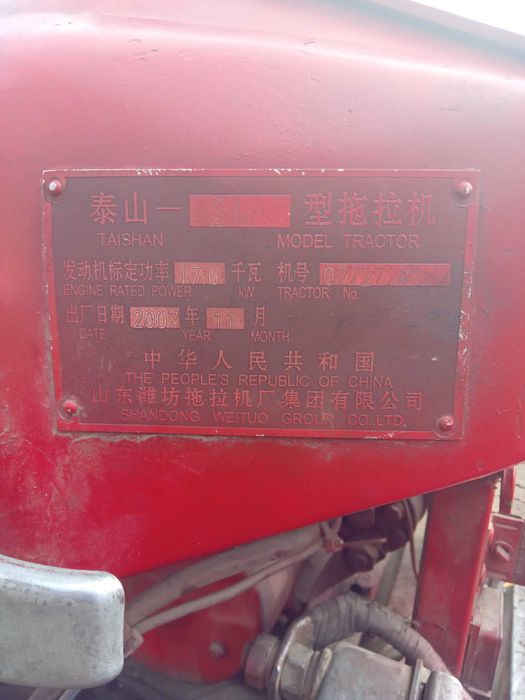 泰山— 24 型拖拉机
TAISHAN MODEL TRACTOR
发动机标定功率 17.6 千瓦 机号
ENGINE RATED POWER kW TRACTOR No.
出厂日期 2007 年 11 月
DATE YEAR MONTH
中华人民共和国
THE PEOPLE'S REPUBLIC OF CHINA
山东潍坊拖拉机厂集团有限公司
SHANDONG WEITUO GROUP CO.,LTD.